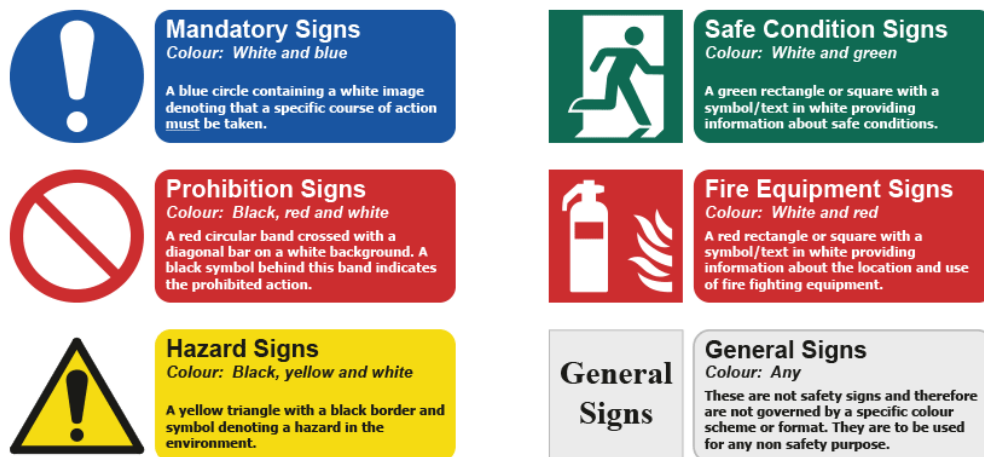 Mandatory Signs
Colour: White and blue
A blue circle containing a white image
denoting that a specific course of action
must be taken.
Safe Condition Signs
Colour: White and green
A green rectangle or square with a
symbol/text in white providing
information about safe conditions.
Prohibition Signs
Colour: Black, red and white
A red circular band crossed with a
diagonal bar on a white background. A
black symbol behind this band indicates
the prohibited action.
Fire Equipment Signs
Colour: White and red
A red rectangle or square with a
symbol/text in white providing
information about the location and use
of fire fighting equipment.
Hazard Signs
Colour: Black, yellow and white
A yellow triangle with a black border and
symbol denoting a hazard in the
environment.
General
Signs
General Signs
Colour: Any
These are not safety signs and therefore
are not governed by a specific colour
scheme or format. They are to be used
for any non safety purpose.